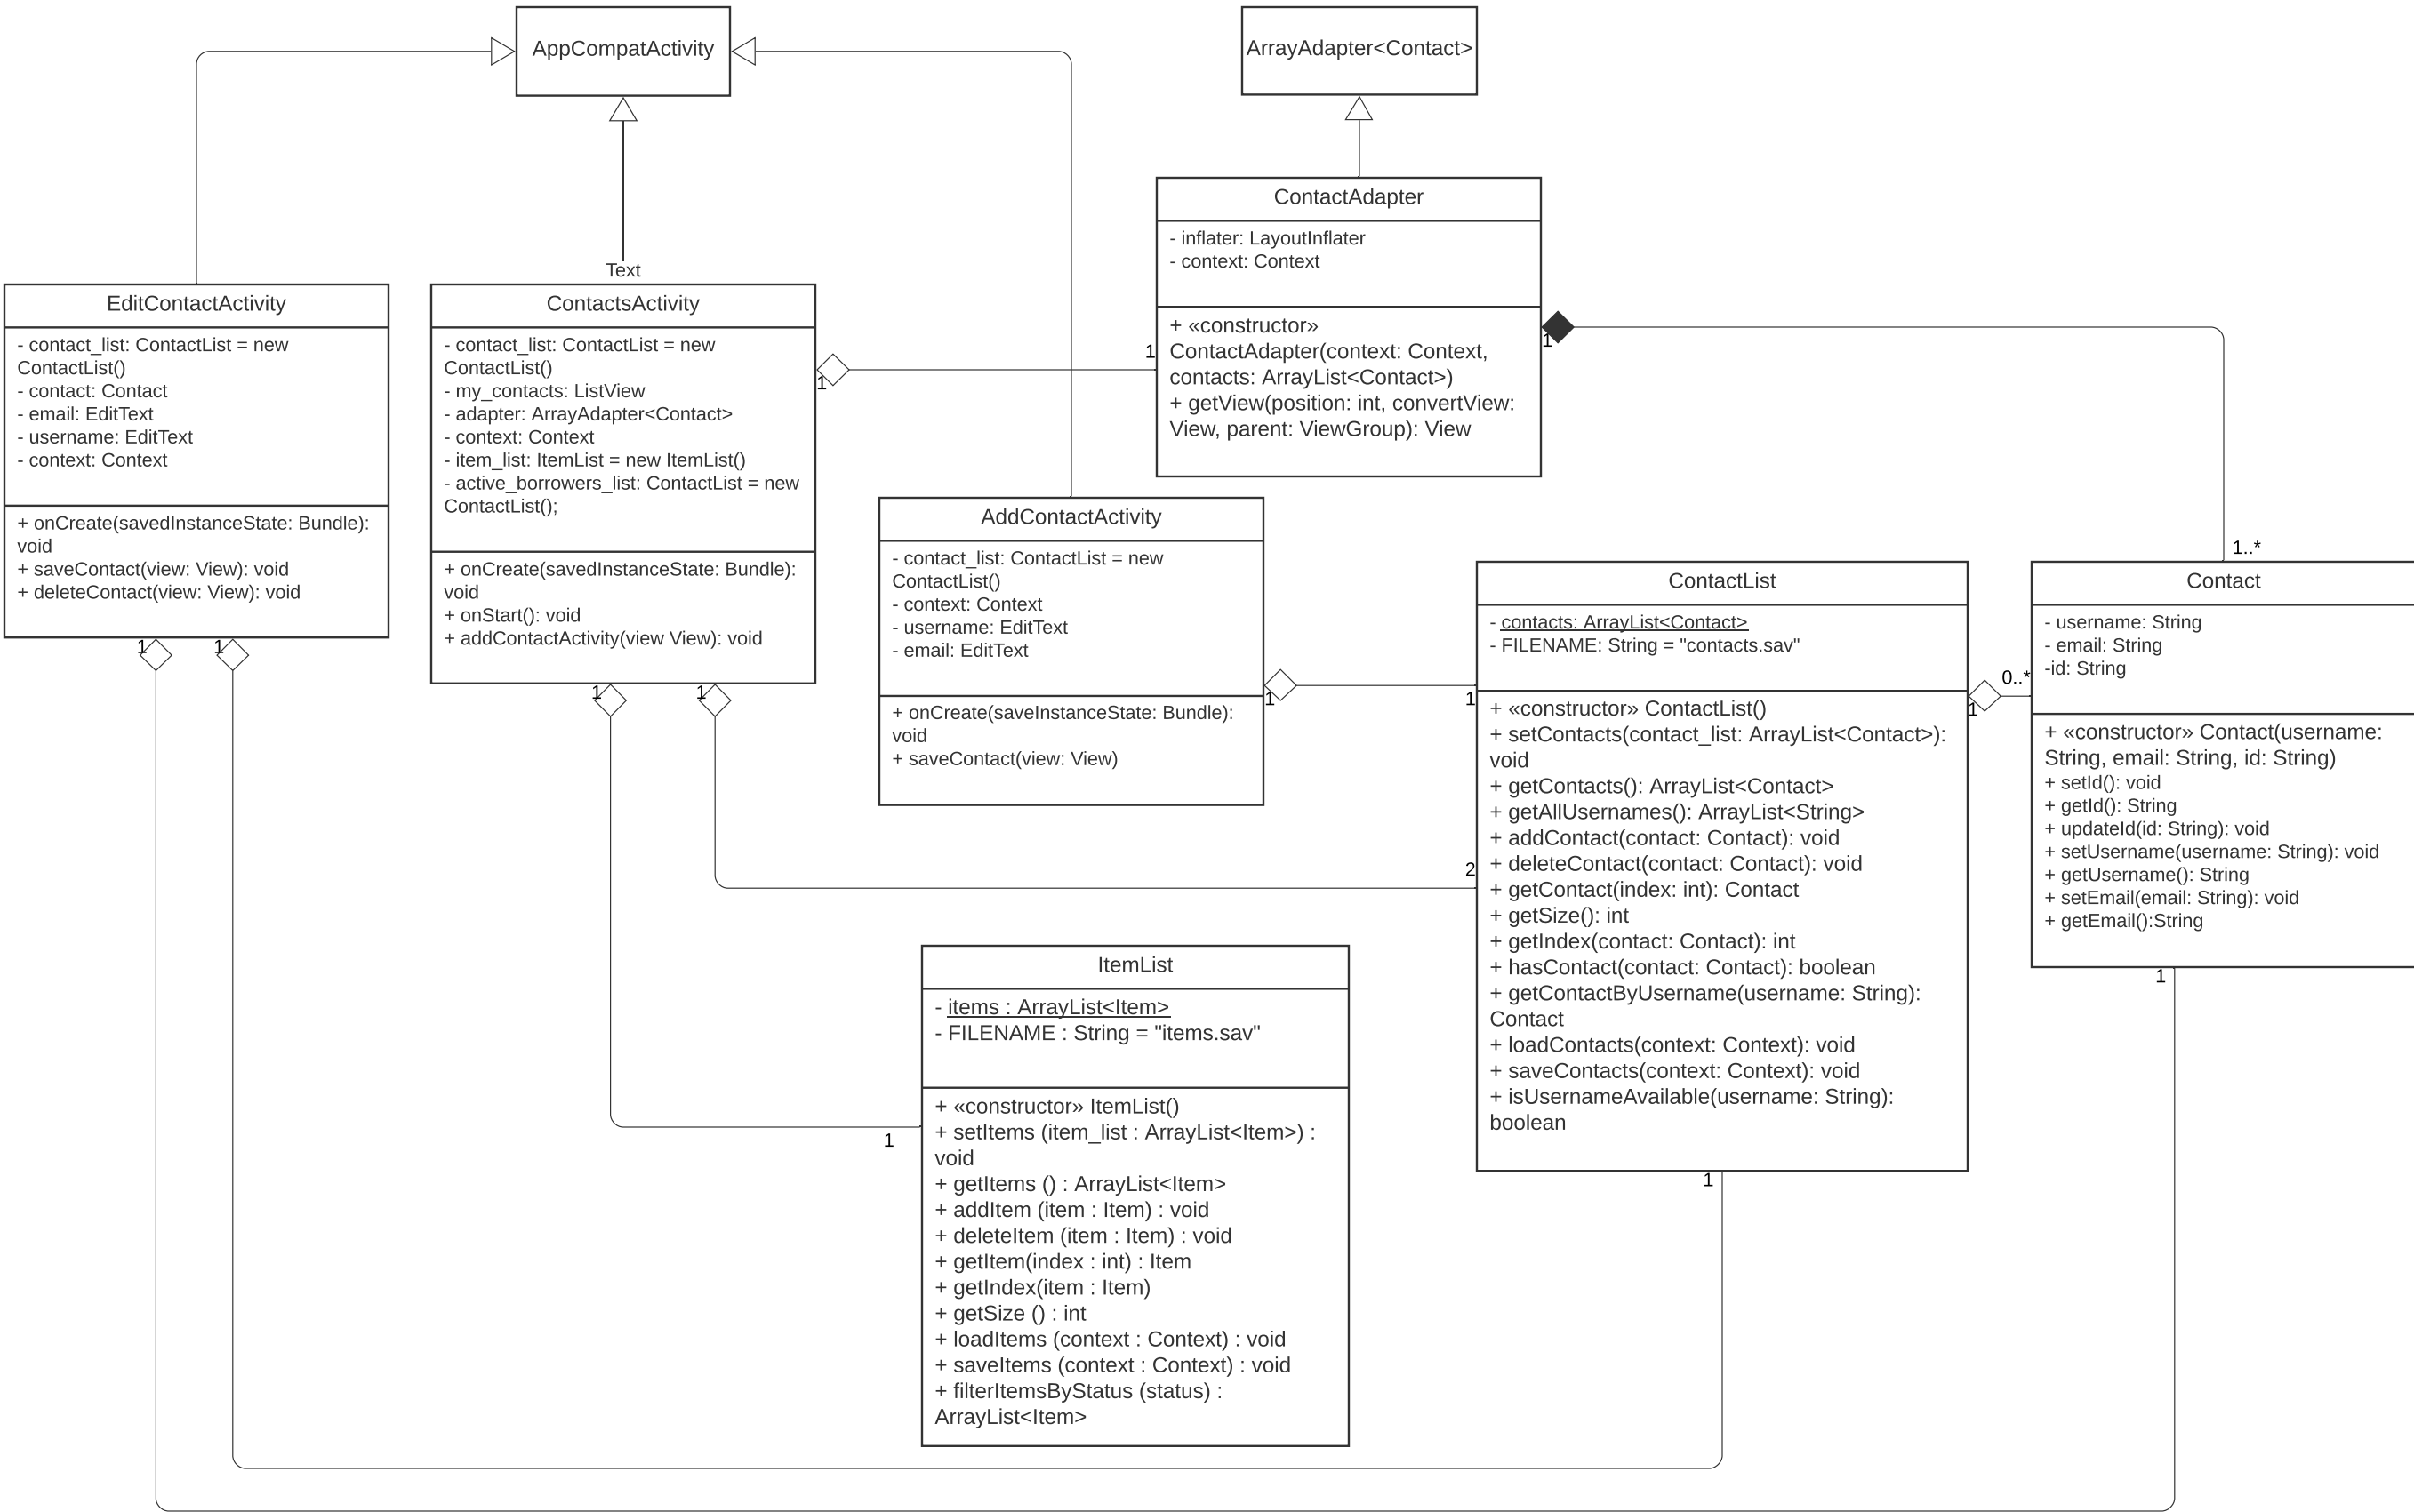 AppCompatActivity
ArrayAdapter<Contact>
ContactAdapter
- inflater: LayoutInflater
- context: Context
+ «constructor»
ContactAdapter(context: Context,
contacts: ArrayList<Contact>)
+ getView(position: int, convertView:
View, parent: ViewGroup): View
1
1
1
Text
EditContactActivity
- contact_list: ContactList = new
ContactList()
- contact: Contact
- email: EditText
- username: EditText
- context: Context
+ onCreate(savedInstanceState: Bundle):
void
+ saveContact(view: View): void
+ deleteContact(view: View): void
1
1
ContactsActivity
- contact_list: ContactList = new
ContactList()
- my_contacts: ListView
- adapter: ArrayAdapter<Contact>
- context: Context
- item_list: ItemList = new ItemList()
- active_borrowers_list: ContactList = new
ContactList();
+ onCreate(savedInstanceState: Bundle):
void
+ onStart(): void
+ addContactActivity(view View): void
1
1
AddContactActivity
- contact_list: ContactList = new
ContactList()
- context: Context
- username: EditText
- email: EditText
+ onCreate(saveInstanceState: Bundle):
void
+ saveContact(view: View)
1
1
2
ContactList
- contacts: ArrayList<Contact>
- FILENAME: String = "contacts.sav"
+ «constructor» ContactList()
+ setContacts(contact_list: ArrayList<Contact>):
void
+ getContacts(): ArrayList<Contact>
+ getAllUsernames(): ArrayList<String>
+ addContact(contact: Contact): void
+ deleteContact(contact: Contact): void
+ getContact(index: int): Contact
+ getSize(): int
+ getIndex(contact: Contact): int
+ hasContact(contact: Contact): boolean
+ getContactByUsername(username: String):
Contact
+ loadContacts(context: Context): void
+ saveContacts(context: Context): void
+ isUsernameAvailable(username: String):
boolean
1
1
0..*
1..*
Contact
- username: String
- email: String
-id: String
+ «constructor» Contact(username:
String, email: String, id: String)
+ setId(): void
+ getId(): String
+ updateId(id: String): void
+ setUsername(username: String): void
+ getUsername(): String
+ setEmail(email: String): void
+ getEmail():String
1
ItemList
- items : ArrayList<Item>
- FILENAME : String = "items.sav"
+ «constructor» ItemList()
+ setItems (item_list : ArrayList<Item>) :
void
+ getItems () : ArrayList<Item>
+ addItem (item : Item) : void
+ deleteItem (item : Item) : void
+ getItem(index : int) : Item
+ getIndex(item : Item)
+ getSize () : int
+ loadItems (context : Context) : void
+ saveItems (context : Context) : void
+ filterItemsByStatus (status) :
ArrayList<Item>
1